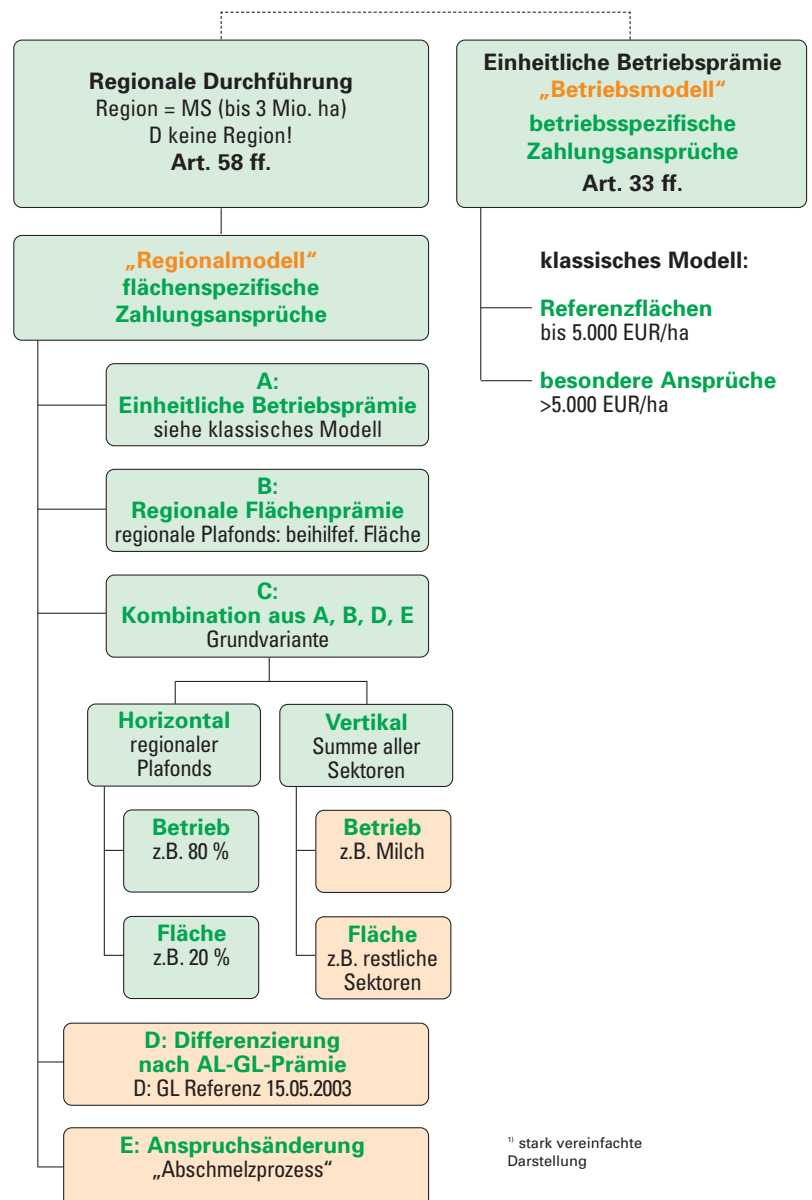 Regionale Durchführung
Region = MS (bis 3 Mio. ha)
D keine Region!
Art. 58 ff.
Einheitliche Betriebsprämie
„Betriebsmodell“
betriebsspezifische
Zahlungsansprüche
Art. 33 ff.
„Regionalmodell“
flächenspezifische
Zahlungsansprüche
klassisches Modell:
Referenzflächen
bis 5.000 EUR/ha
besondere Ansprüche
>5.000 EUR/ha
A:
Einheitliche Betriebsprämie
siehe klassisches Modell
B:
Regionale Flächenprämie
regionale Plafonds: beihilfef. Fläche
C:
Kombination aus A, B, D, E
Grundvariante
Horizontal
regionaler
Plafonds
Vertikal
Summe aller
Sektoren
Betrieb
z.B. 80 %
Betrieb
z.B. Milch
Fläche
z.B. 20 %
Fläche
z.B. restliche
Sektoren
D: Differenzierung
nach AL-GL-Prämie
D: GL Referenz 15.05.2003
E: Anspruchsänderung
„Abschmelzprozess“
1) stark vereinfachte
Darstellung